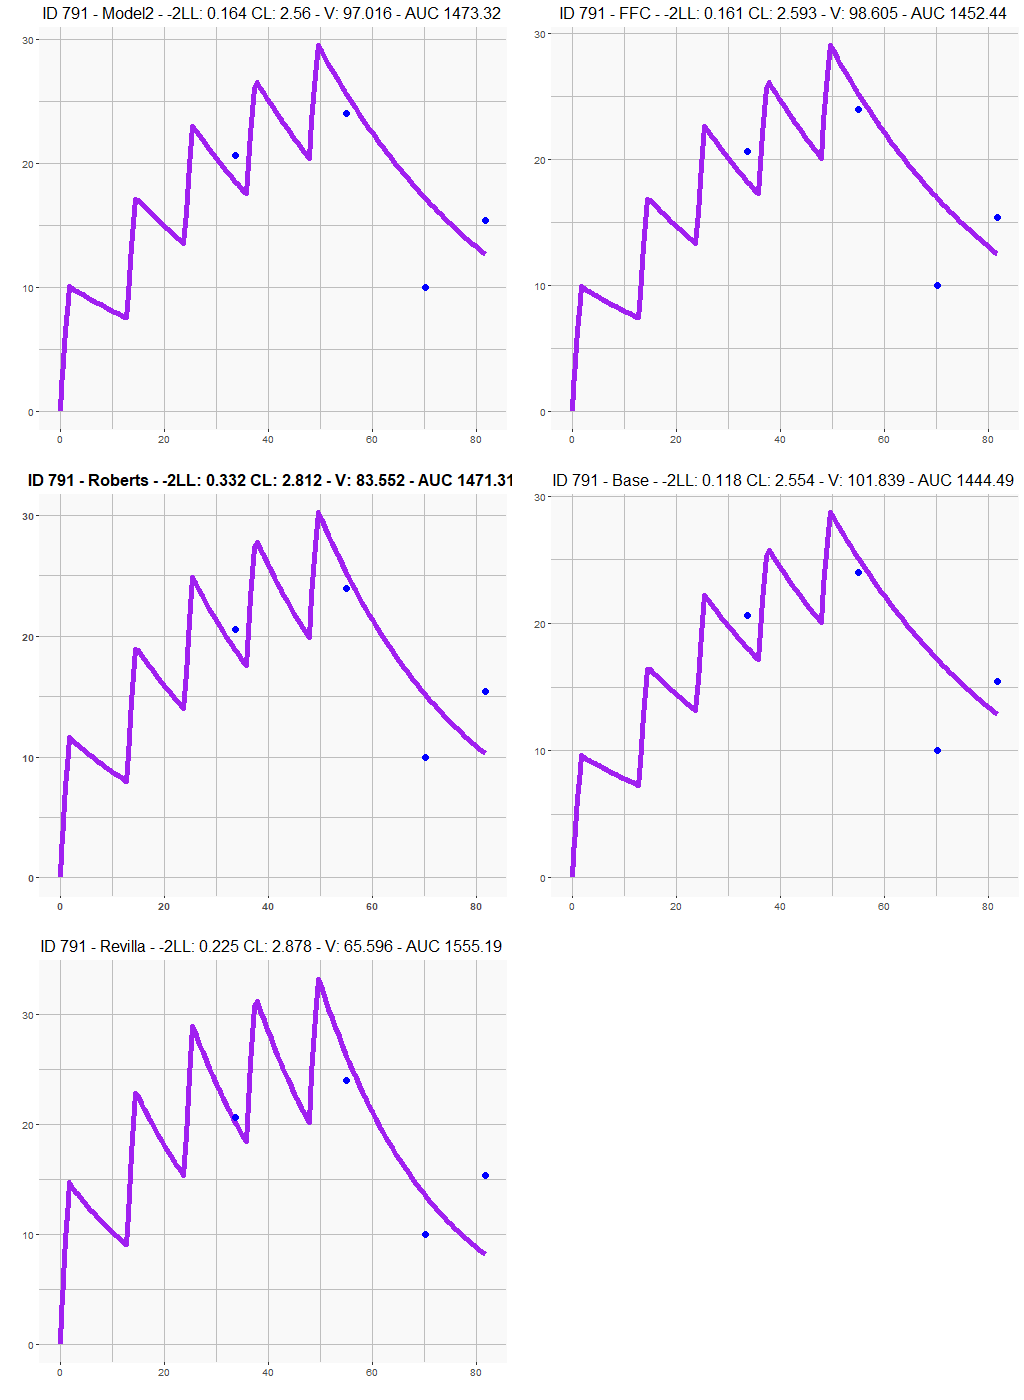 ID 791 - Model2 - -2LL: 0.164 CL: 2.56 - V: 97.016 - AUC 1473.32
30
20
10
0
0 20 40 60 80
ID 791 - FFC - -2LL: 0.161 CL: 2.593 - V: 98.605 - AUC 1452.44
30
20
10
0
0 20 40 60 80
ID 791 - Roberts - -2LL: 0.332 CL: 2.812 - V: 83.552 - AUC 1471.31
30
20
10
0
0 20 40 60 80
ID 791 - Base - -2LL: 0.118 CL: 2.554 - V: 101.839 - AUC 1444.49
30
20
10
0
0 20 40 60 80
ID 791 - Revilla - -2LL: 0.225 CL: 2.878 - V: 65.596 - AUC 1555.19
30
20
10
0
0 20 40 60 80